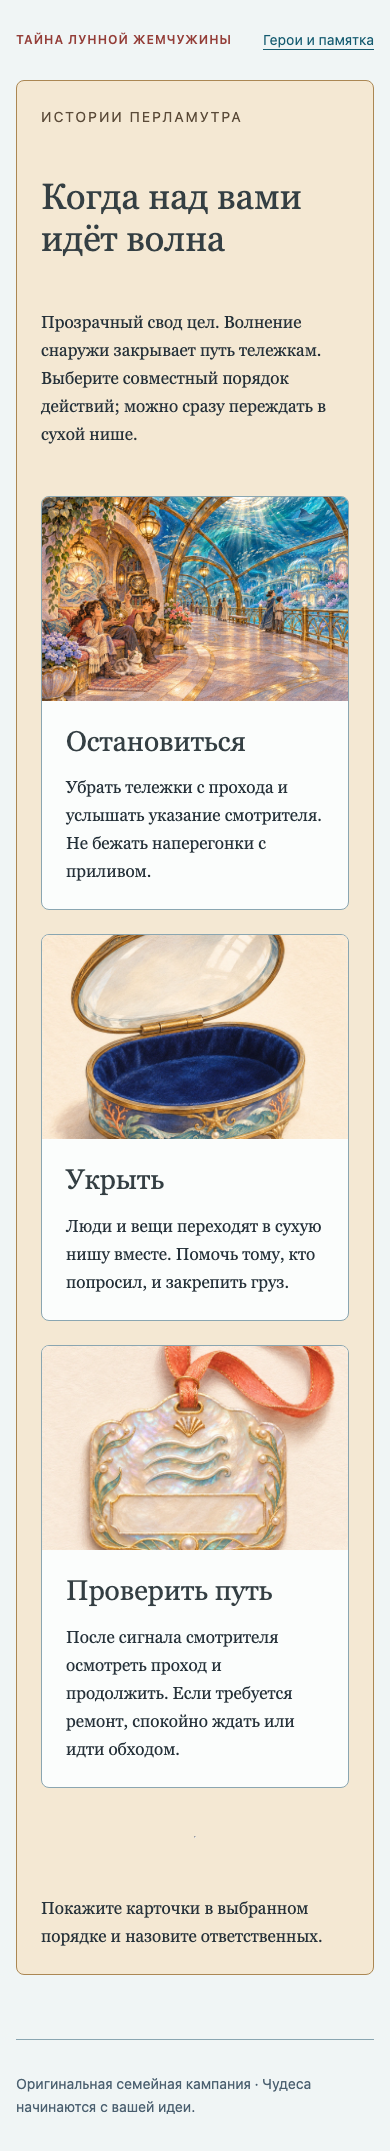 ТАЙНА ЛУННОЙ ЖЕМЧУЖИНЫ
Герои и памятка
ИСТОРИИ ПЕРЛАМУТРА
Когда над вами
идёт волна
Прозрачный свод цел. Волнение
снаружи закрывает путь тележкам.
Выберите совместный порядок
действий; можно сразу переждать в
сухой нише.
Остановиться
Убрать тележки с прохода и
услышать указание смотрителя.
Не бежать наперегонки с
приливом.
Укрыть
Люди и вещи переходят в сухую
нишу вместе. Помочь тому, кто
попросил, и закрепить груз.
Проверить путь
После сигнала смотрителя
осмотреть проход и
продолжить. Если требуется
ремонт, спокойно ждать или
идти обходом.
Покажите карточки в выбранном
порядке и назовите ответственных.
Оригинальная семейная кампания · Чудеса
начинаются с вашей идеи.